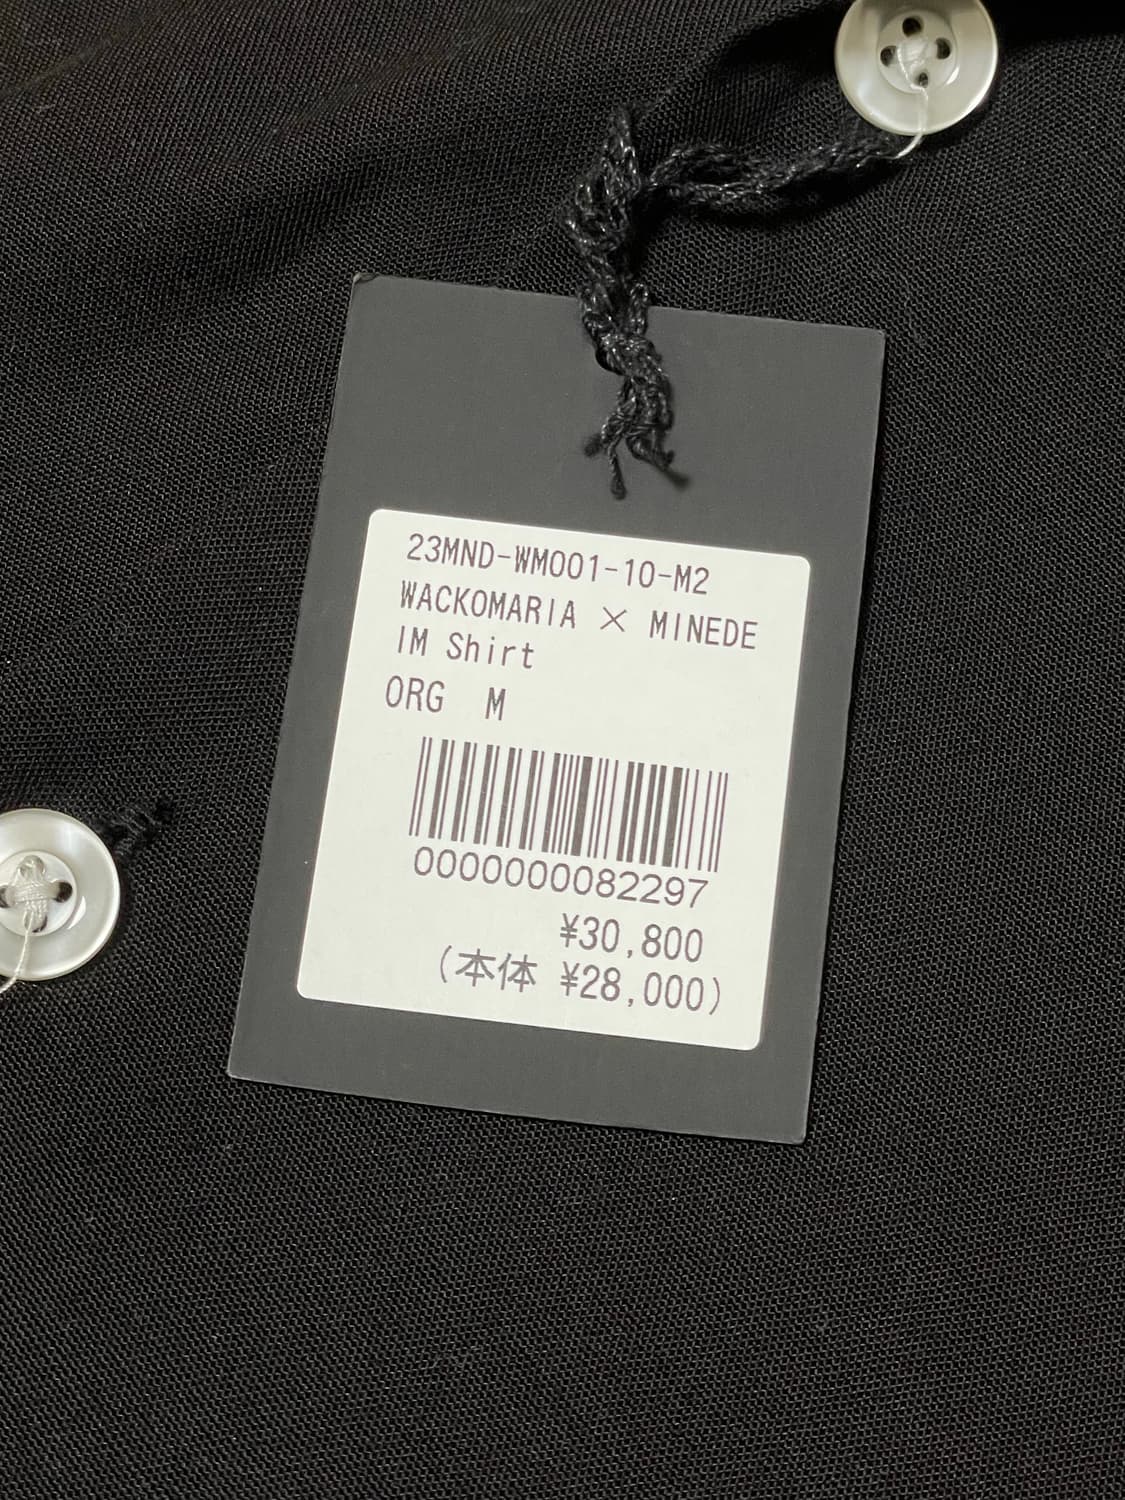 23MND-WM001-10-M2
WACKOMARIA × MINEDE
IM Shirt
ORG M
0000000082297
¥30,800
(本体 ¥28,000)